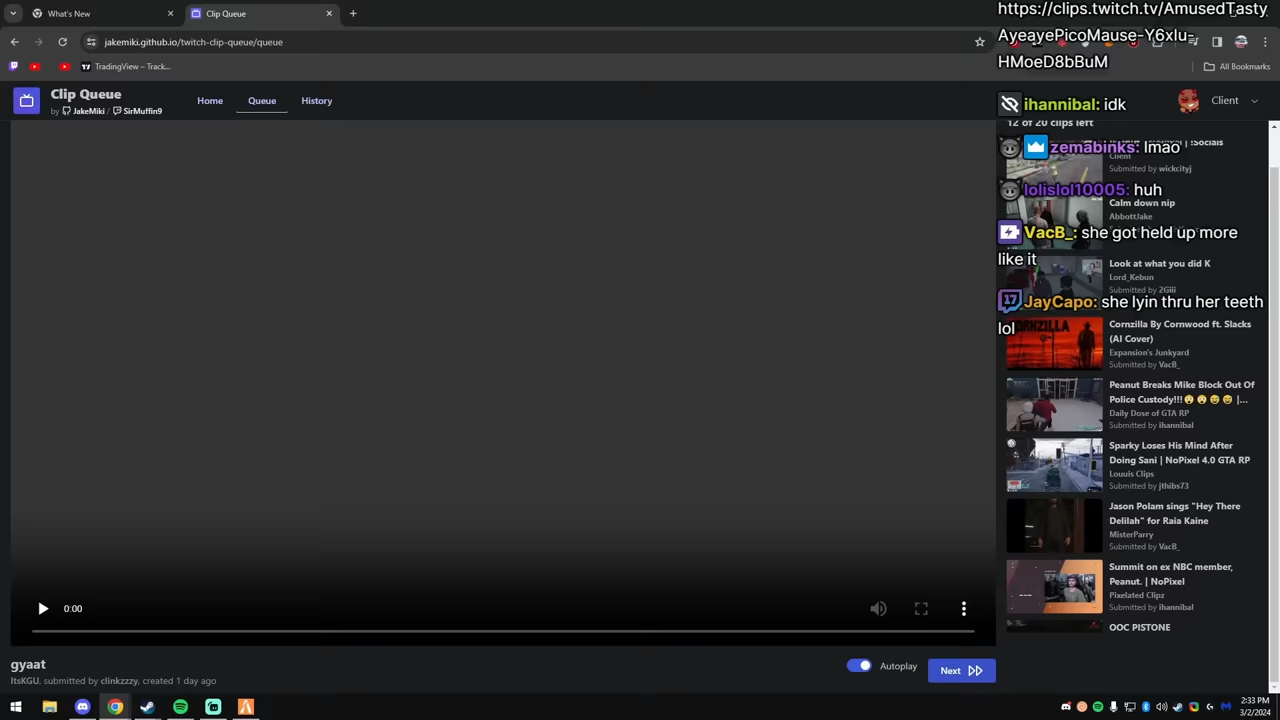 What's New
Clip Queue
jakemiki.github.io/twitch-clip-queue/queue
TradingView – Track...
All Bookmarks
https://clips.twitch.tv/AmusedTasty
AyeayePicoMause-Y6xlu-
HMoeD8bBuM
Clip Queue
by JakeMiki / SirMuffin9
Home
Queue
History
Client
ihannibal: idk
12 of 20 clips left
zemabinks: lmao
!Socials
Client
Submitted by wickcityj
lolislol10005: huh
Calm down nip
AbbottJake
VacB_: she got held up more
like it
Look at what you did K
Lord_Kebun
Submitted by 2Giii
JayCapo: she lyin thru her teeth
lol
Cornzilla By Cornwood ft. Slacks
(AI Cover)
Expansion's Junkyard
Submitted by VacB_
Peanut Breaks Mike Block Out Of
Police Custody!!!😮😮😆😆 |...
Daily Dose of GTA RP
Submitted by ihannibal
Sparky Loses His Mind After
Doing Sani | NoPixel 4.0 GTA RP
Louuis Clips
Submitted by jthibs73
Jason Polam sings "Hey There
Delilah" for Raia Kaine
MisterParry
Submitted by VacB_
Summit on ex NBC member,
Peanut. | NoPixel
Pixelated Clipz
Submitted by ihannibal
OOC PISTONE
0:00
gyaat
ItsKGU, submitted by clinkzzzy, created 1 day ago
Autoplay
Next
2:33 PM
3/2/2024